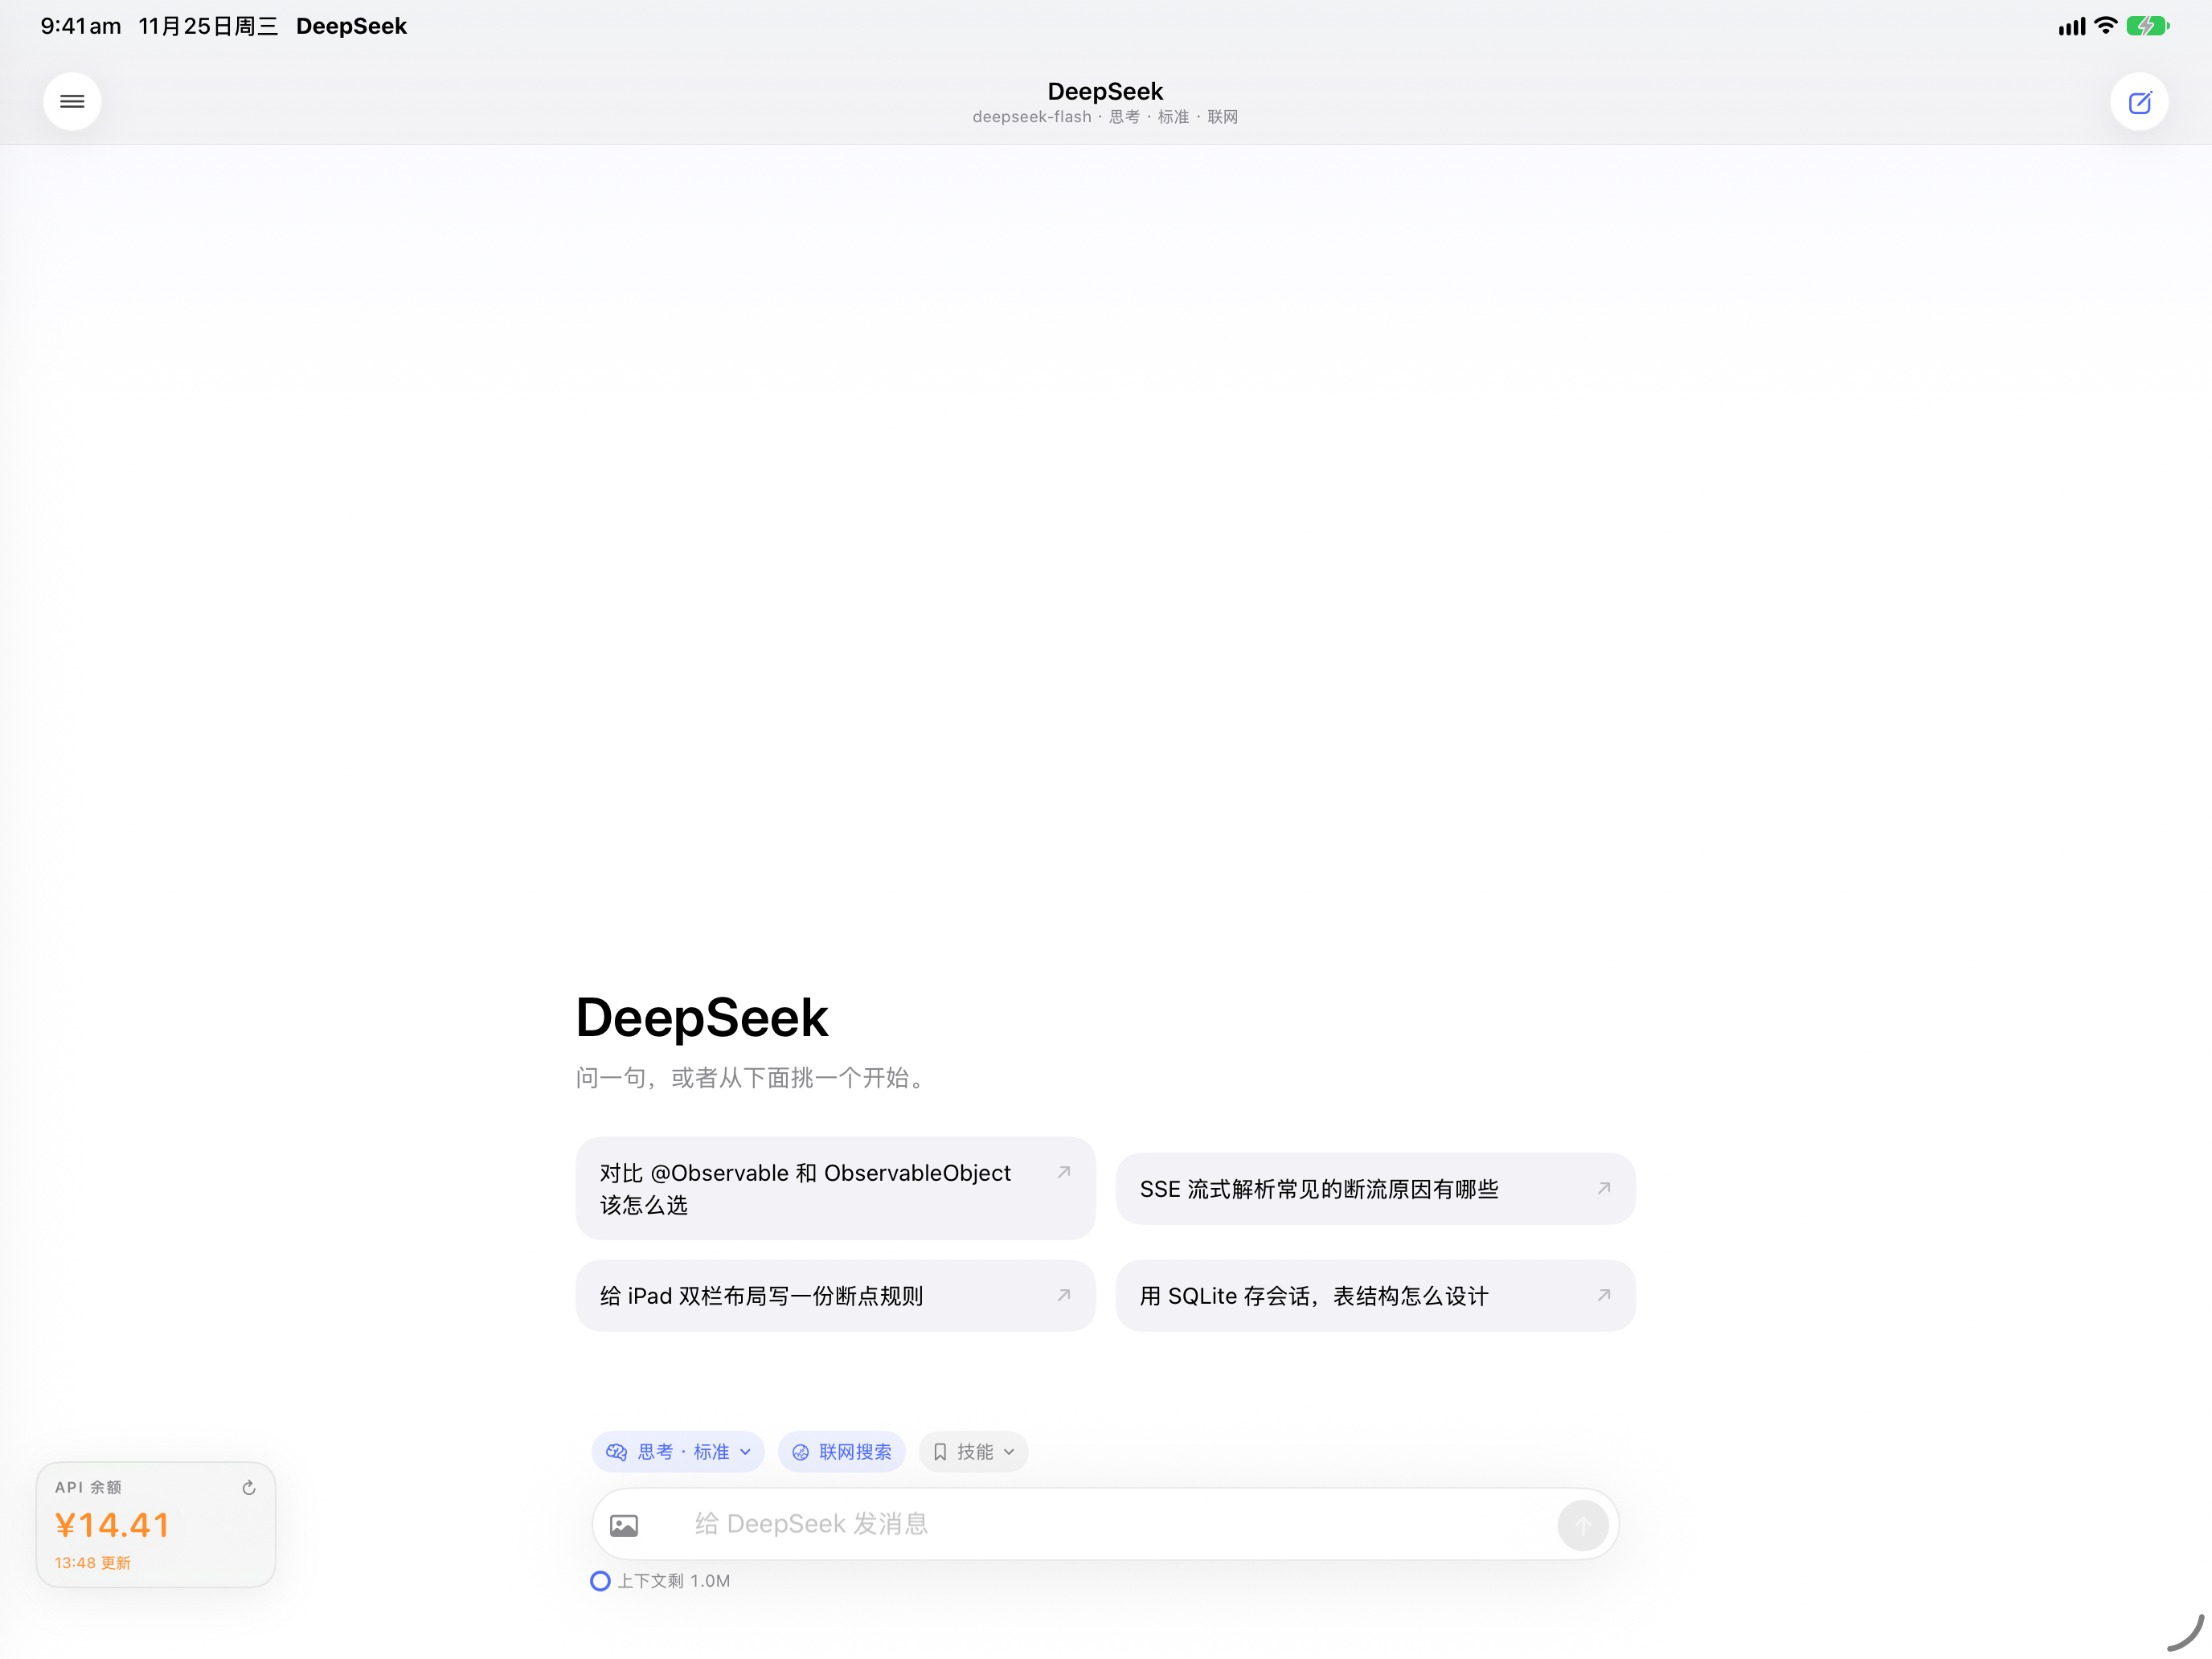 9:41am 11月25日周三 DeepSeek
DeepSeek
deepseek-flash · 思考 · 标准 · 联网
DeepSeek
问一句，或者从下面挑一个开始。
对比 @Observable 和 ObservableObject
该怎么选
SSE 流式解析常见的断流原因有哪些
给 iPad 双栏布局写一份断点规则
用 SQLite 存会话，表结构怎么设计
思考 · 标准
联网搜索
技能
API 余额
¥14.41
13:48 更新
给 DeepSeek 发消息
上下文剩 1.0M